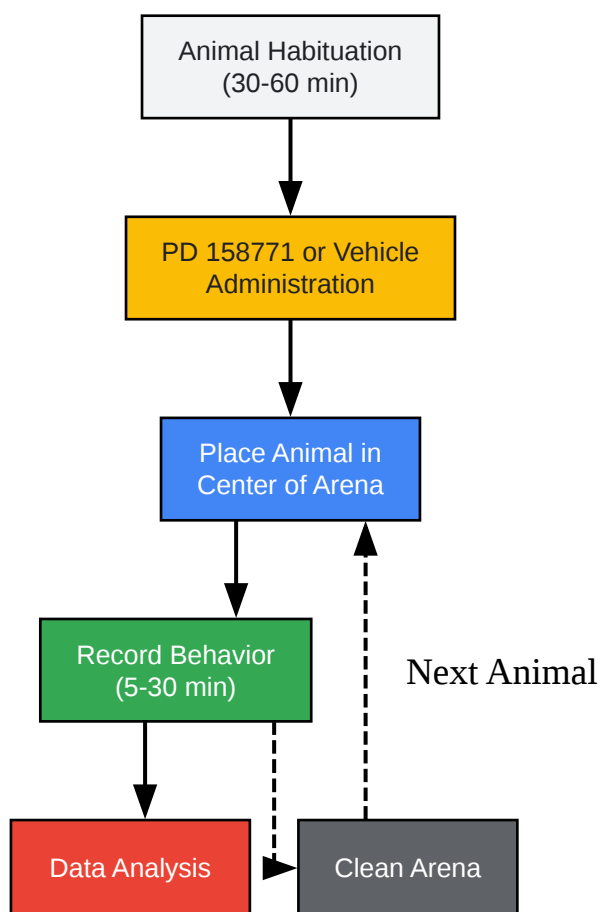 Animal Habituation
(30-60 min)
PD 158771 or Vehicle
Administration
Place Animal in
Center of Arena
Record Behavior
(5-30 min)
Next Animal
Data Analysis
Clean Arena